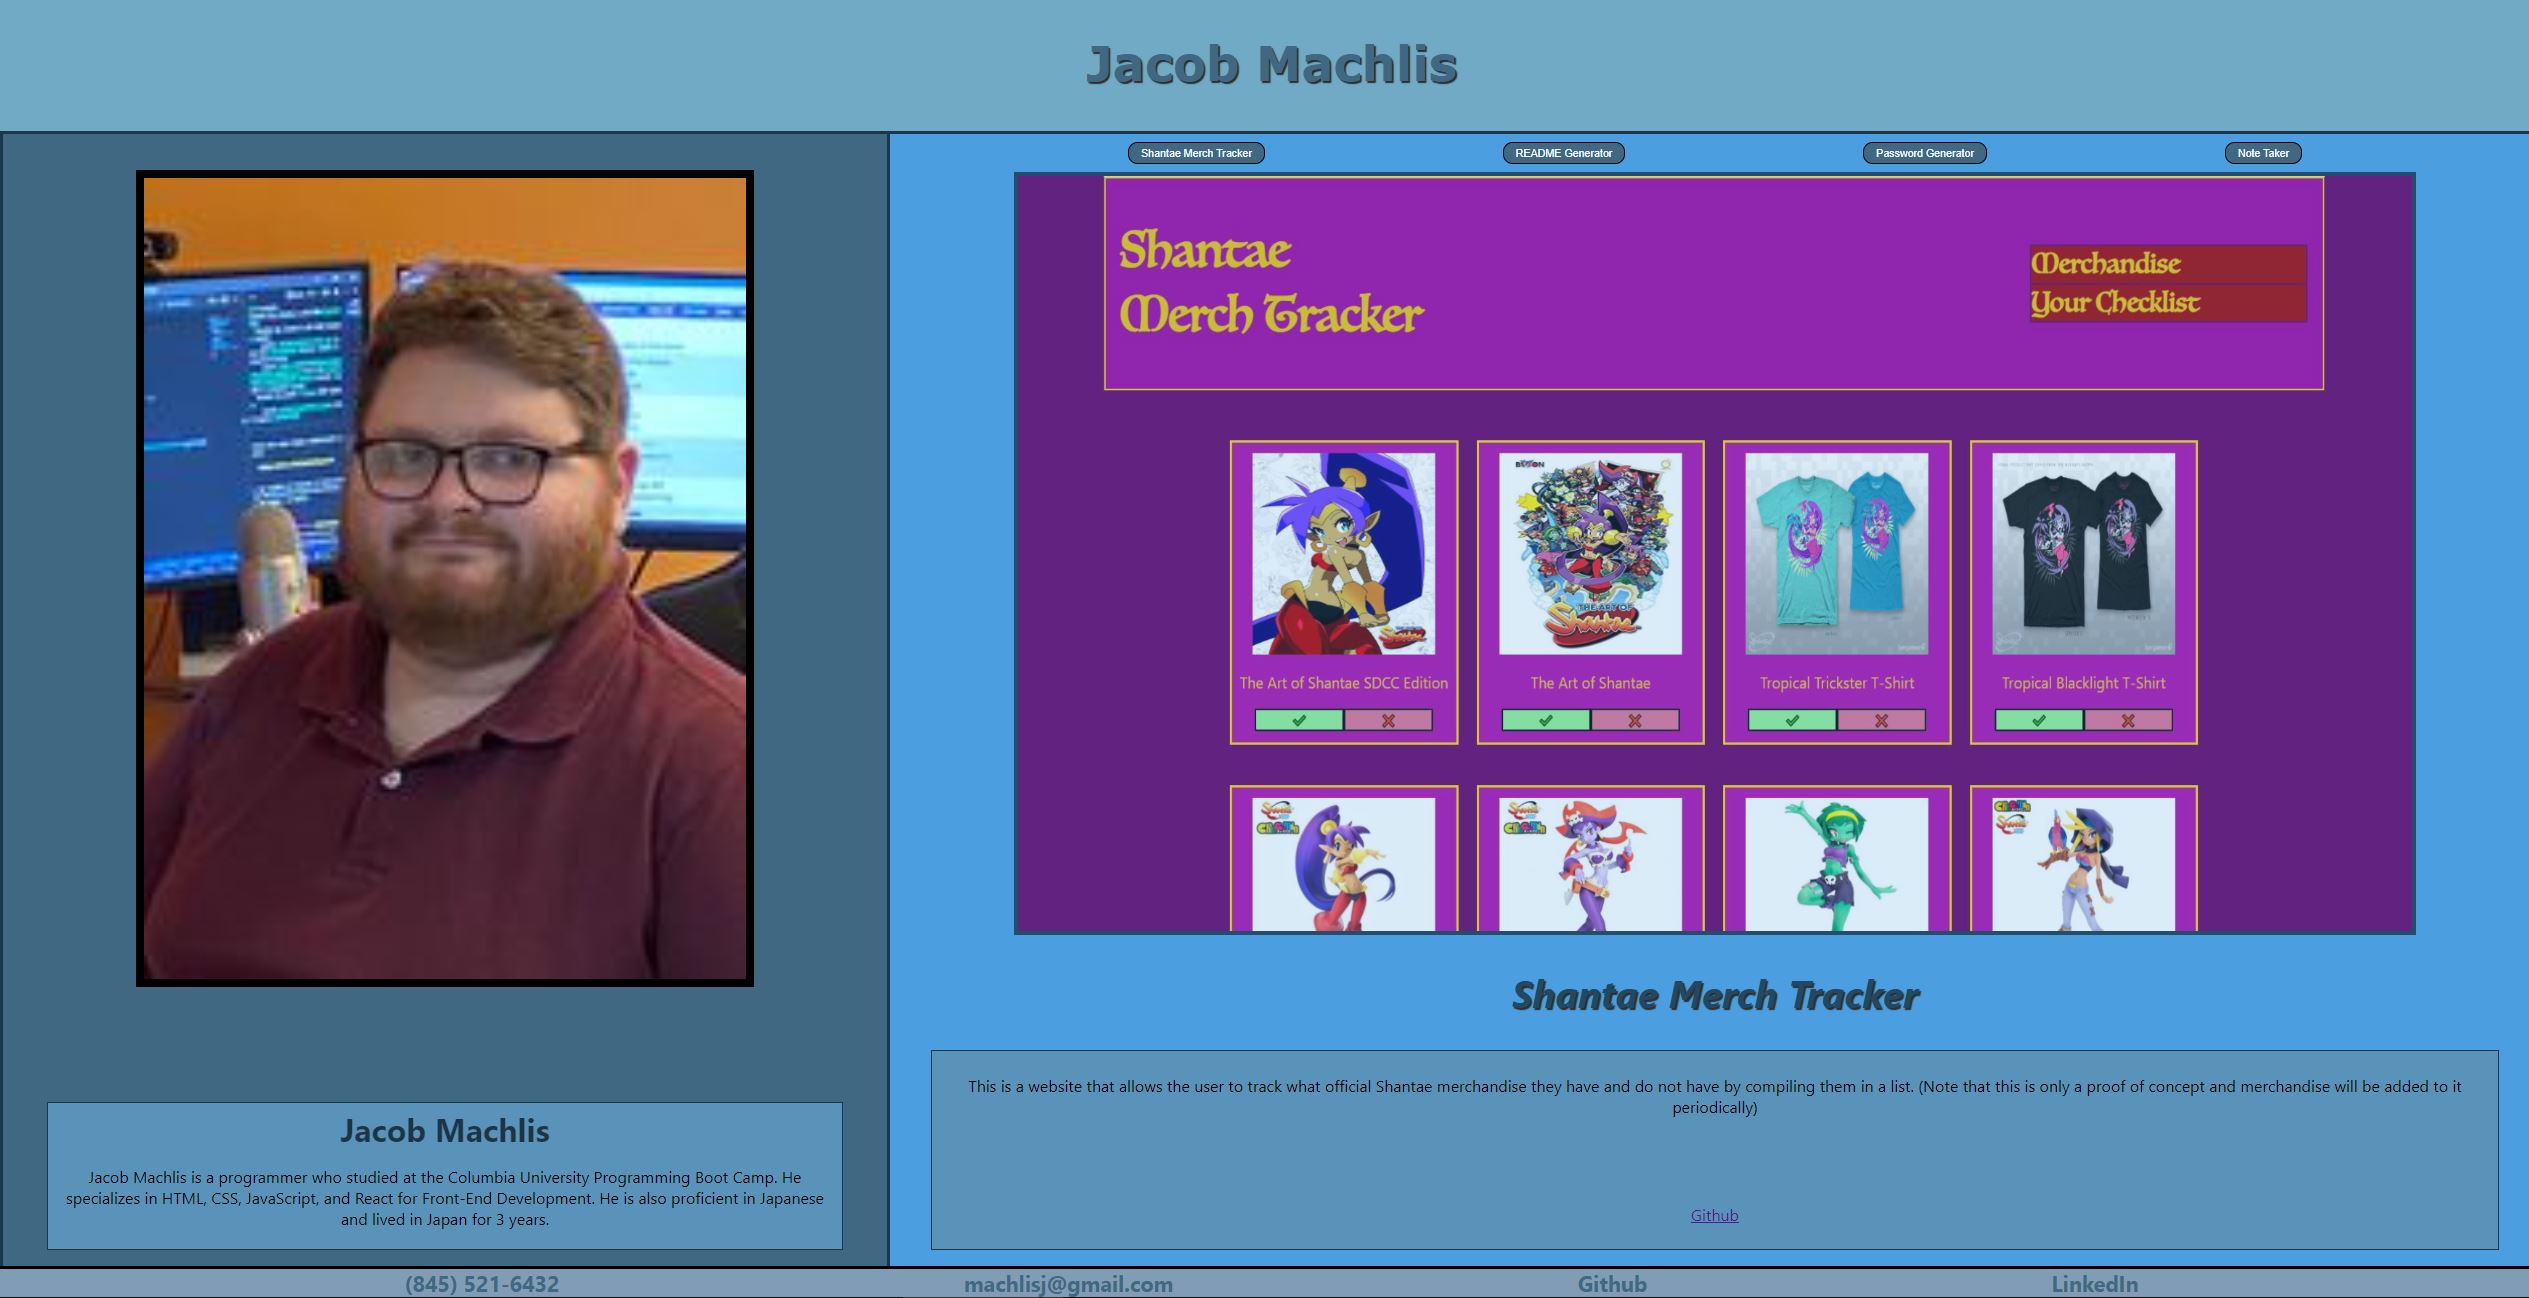 Jacob Machlis
Shantae Merch Tracker
README Generator
Password Generator
Note Taker
Shantae
Merch Tracker
Merchandise
Your Checklist
THE ART OF
Shantae
The Art of Shantae SDCC Edition
The Art of Shantae
Tropical Trickster T-Shirt
Tropical Blacklight T-Shirt
Shantae Merch Tracker
This is a website that allows the user to track what official Shantae merchandise they have and do not have by compiling them in a list. (Note that this is only a proof of concept and merchandise will be added to it
periodically)
Github
Jacob Machlis
Jacob Machlis is a programmer who studied at the Columbia University Programming Boot Camp. He
specializes in HTML, CSS, JavaScript, and React for Front-End Development. He is also proficient in Japanese
and lived in Japan for 3 years.
(845) 521-6432
machlisj@gmail.com
Github
LinkedIn